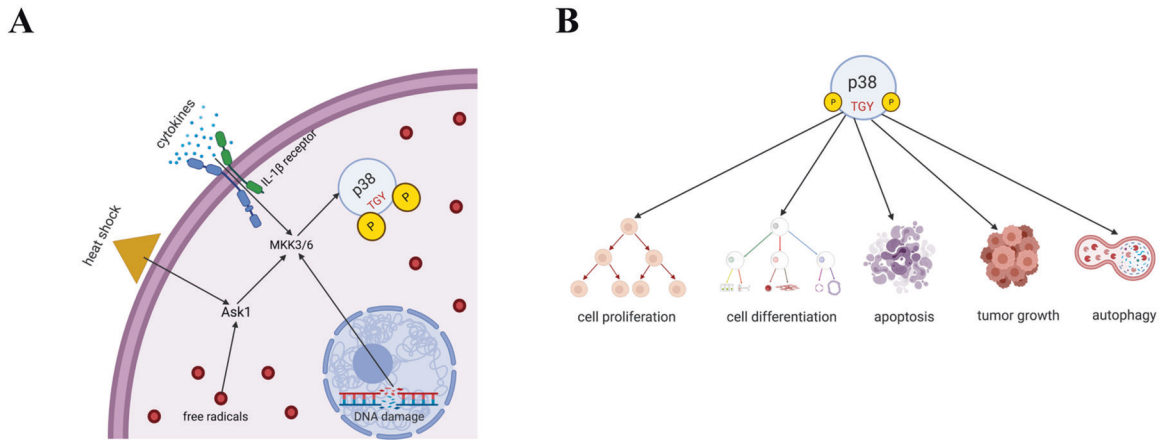 A
cytokines
IL-1β receptor
heat shock
p38
TGY
P
P
MKK3/6
Ask1
free radicals
DNA damage
B
p38
P
TGY
P
cell proliferation
cell differentiation
apoptosis
tumor growth
autophagy